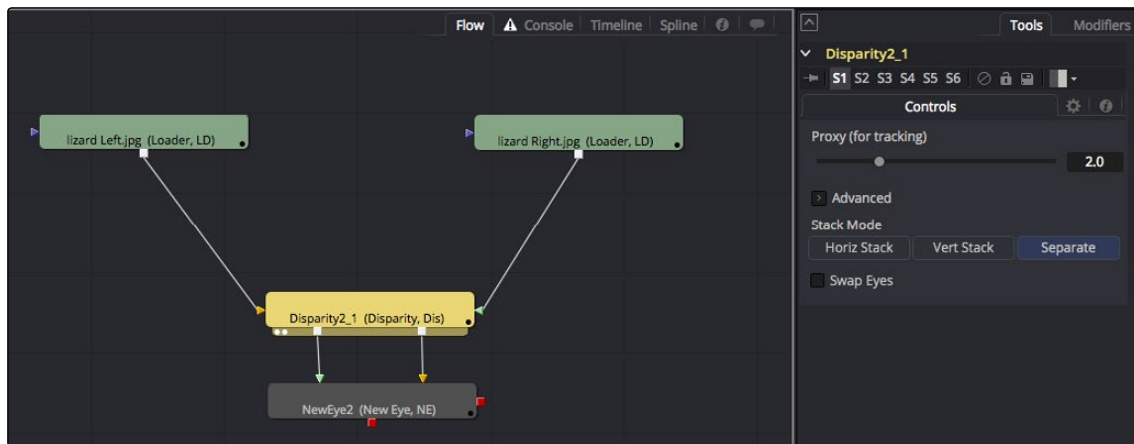 Flow Console Timeline Spline
lizard Left.jpg (Loader, LD)
lizard Right.jpg (Loader, LD)
Disparity2_1 (Disparity, Dis)
NewEye2 (New Eye, NE)
Tools Modifiers
Disparity2_1
S1 S2 S3 S4 S5 S6
Controls
Proxy (for tracking)
2.0
Advanced
Stack Mode
Horiz Stack Vert Stack Separate
Swap Eyes